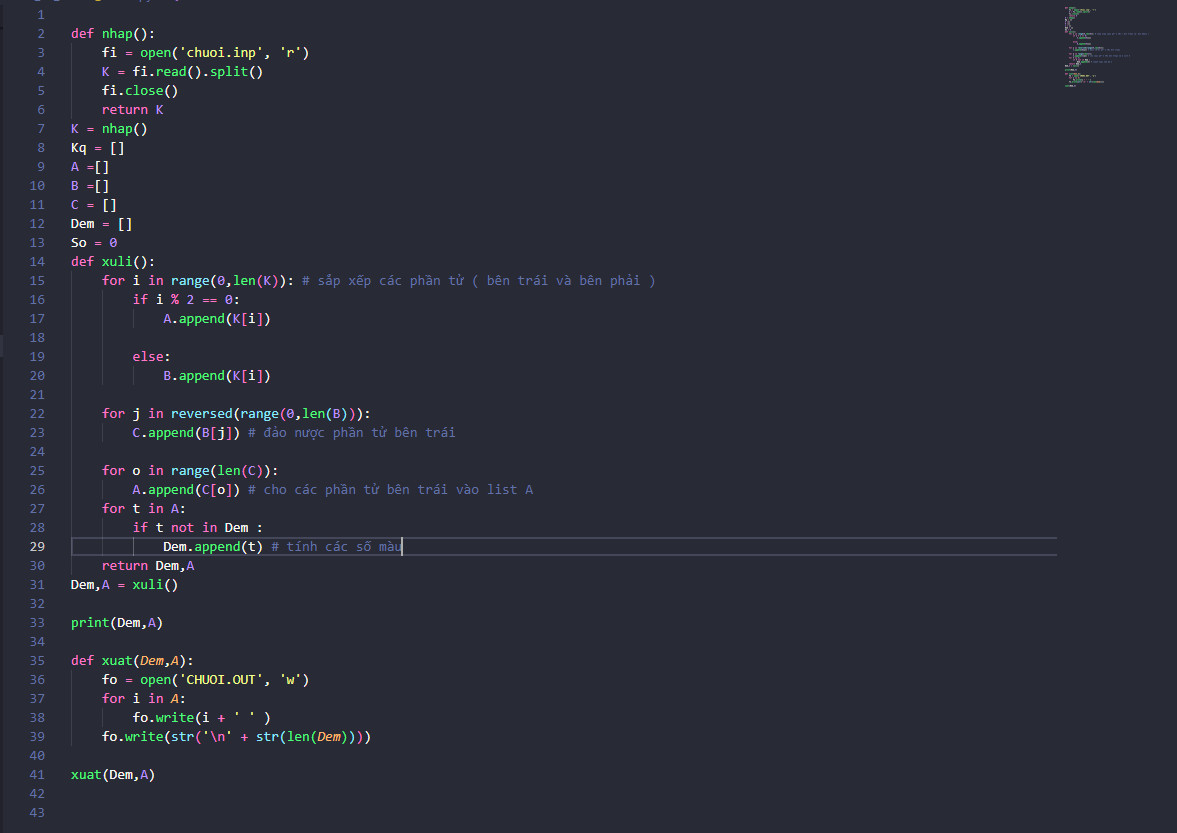 1
2 def nhap():
3     fi = open('chuoi.inp', 'r')
4     K = fi.read().split()
5     fi.close()
6     return K
7 K = nhap()
8 Kq = []
9 A =[]
10 B =[]
11 C = []
12 Dem = []
13 So = 0
14 def xuli():
15     for i in range(0,len(K)): # sắp xếp các phần tử ( bên trái và bên phải )
16         if i % 2 == 0:
17             A.append(K[i])
18
19         else:
20             B.append(K[i])
21
22     for j in reversed(range(0,len(B))):
23         C.append(B[j]) # đảo nược phần tử bên trái
24
25     for o in range(len(C)):
26         A.append(C[o]) # cho các phần tử bên trái vào list A
27     for t in A:
28         if t not in Dem :
29             Dem.append(t) # tính các số màu
30     return Dem,A
31 Dem,A = xuli()
32
33 print(Dem,A)
34
35 def xuat(Dem,A):
36     fo = open('CHUOI.OUT', 'w')
37     for i in A:
38         fo.write(i + ' ' )
39     fo.write(str('\n' + str(len(Dem))))
40
41 xuat(Dem,A)
42
43